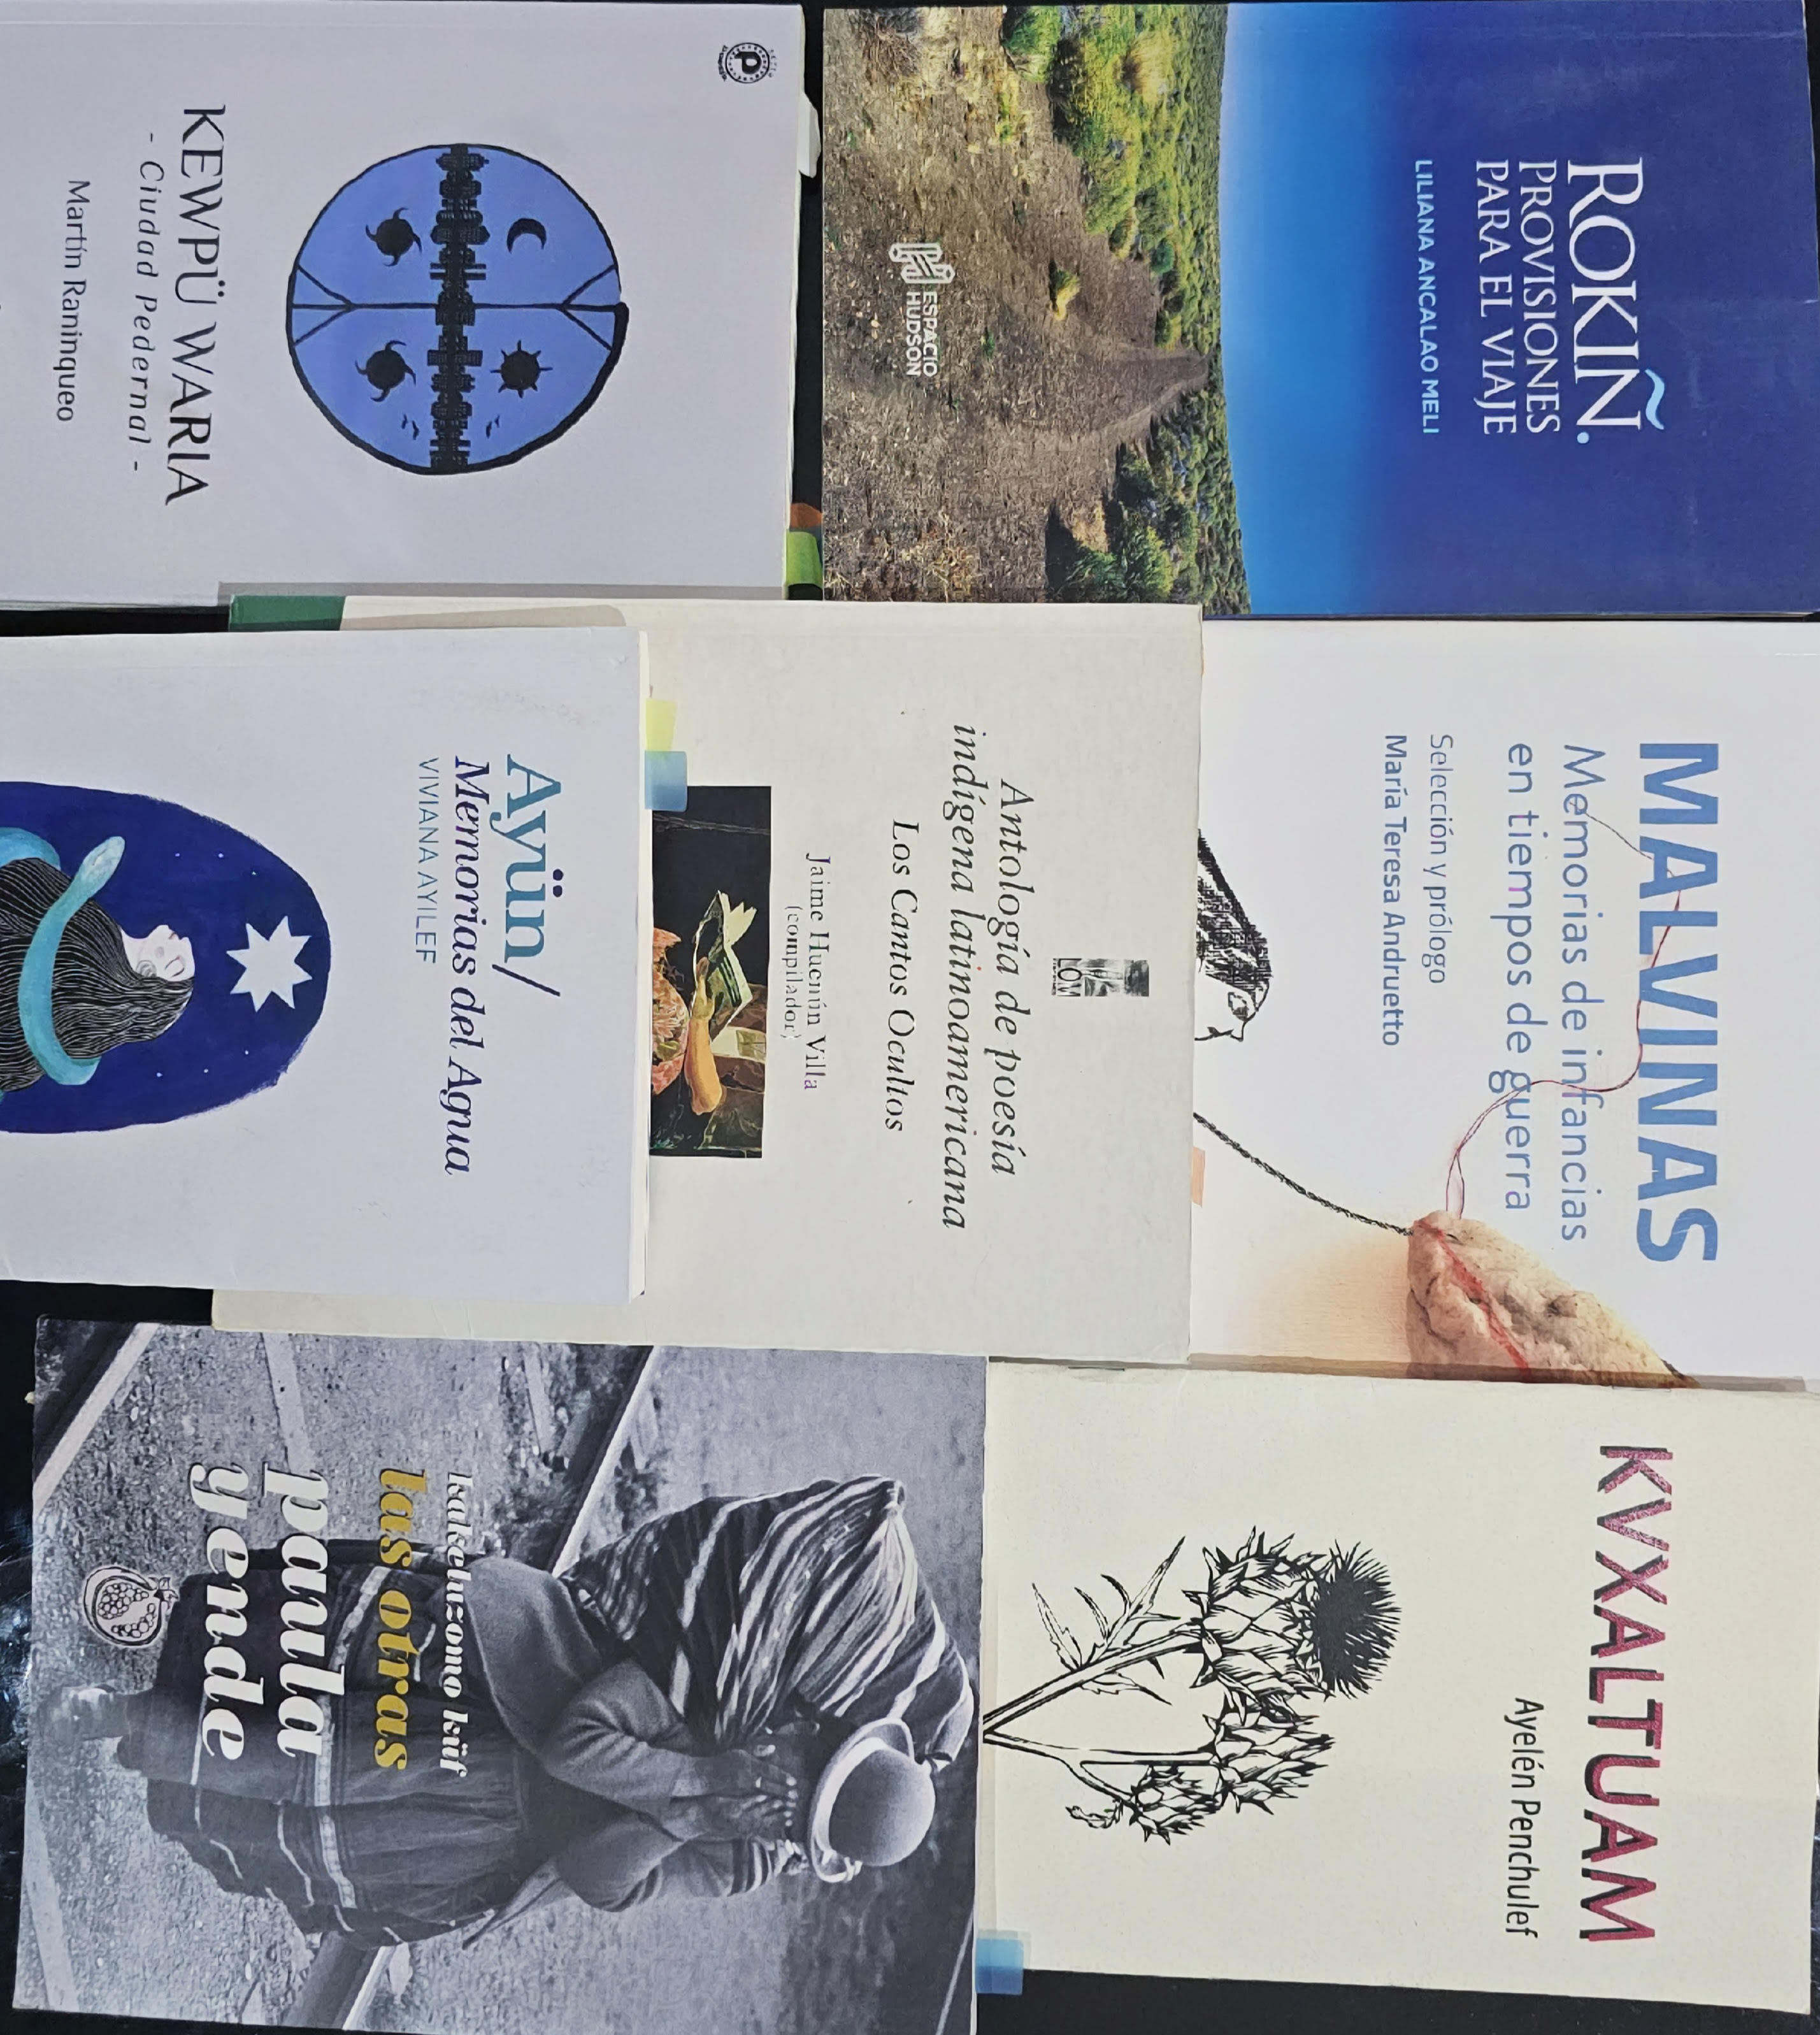 ROKIÑ.
PROVISIONES
PARA EL VIAJE
LILIANA ANCALAO MELI
ESPACIO
HUDSON
KEWPÜ WARIA
- Ciudad Pedernal -
Martín Raninqueo
MALVINAS
Memorias de infancias
en tiempos de guerra
Selección y prólogo
María Teresa Andruetto
LOM
Antología de poesía
indígena latinoamericana
Los Cantos Ocultos
Jaime Huenún Villa
(compilador)
Ayün/
Memorias del Agua
VIVIANA AYILEF
KVXALTUAM
Ayelén Penchulef
kakeluzomo küf
las otras
paula
yende